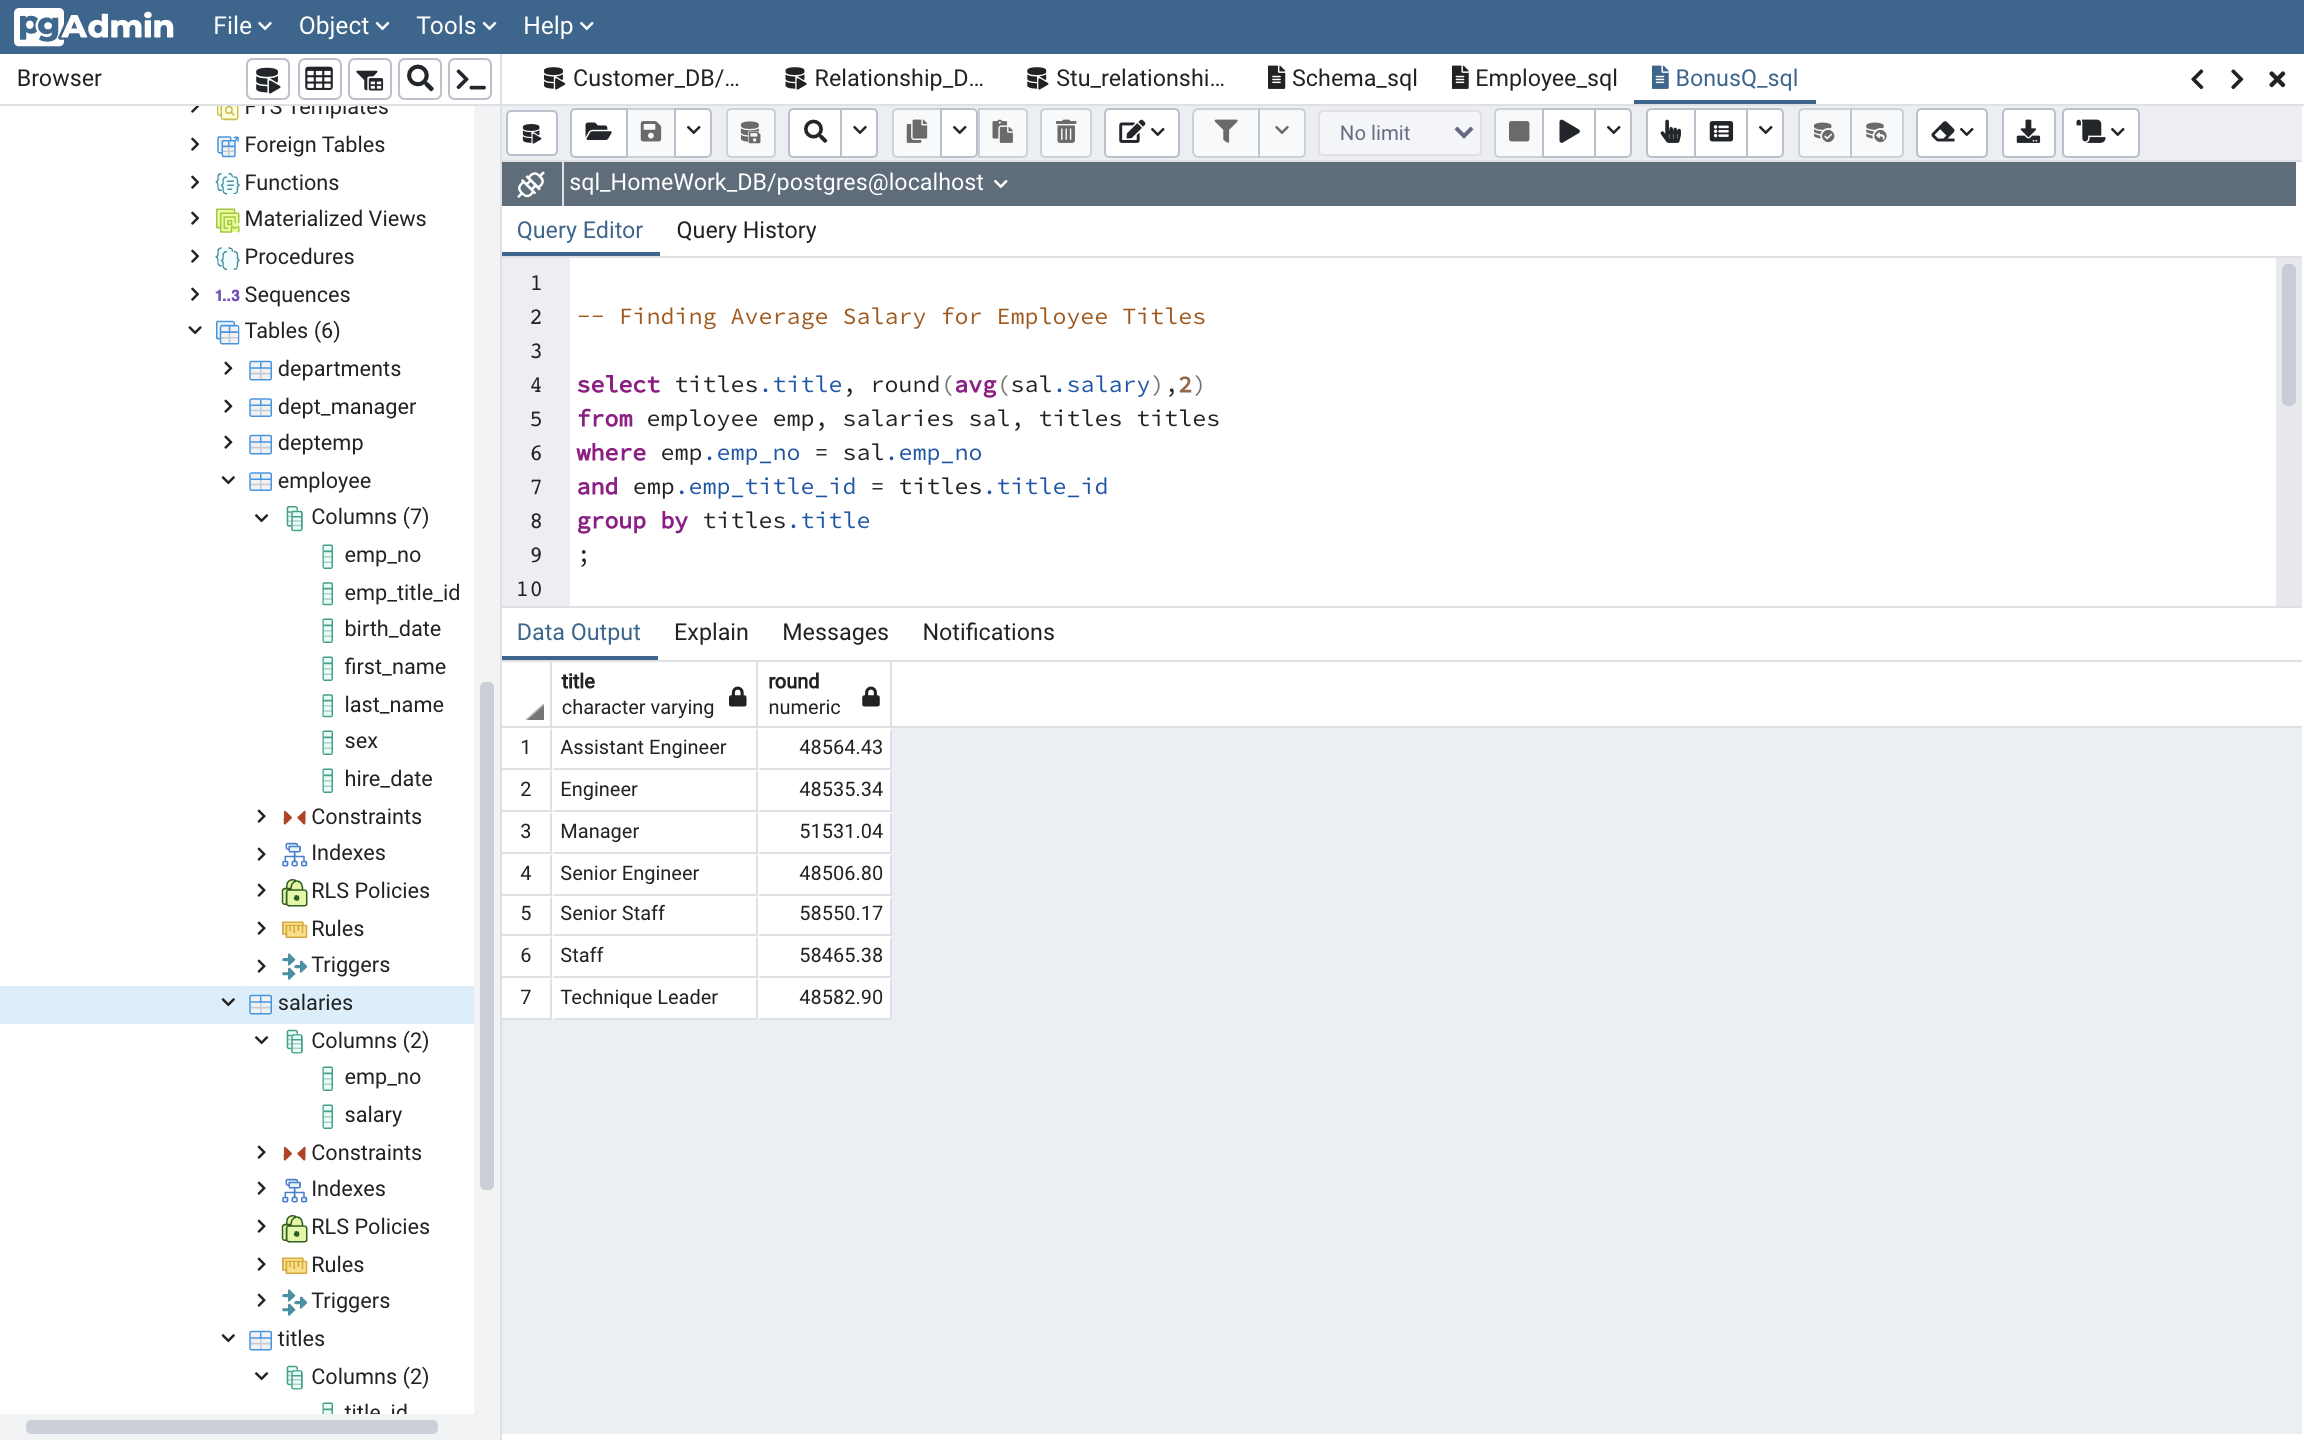 pgAdmin File Object Tools Help
Browser
Customer_DB/... Relationship_D... Stu_relationshi... Schema_sql Employee_sql BonusQ_sql
FTS Templates
Foreign Tables
Functions
Materialized Views
Procedures
1..3 Sequences
Tables (6)
departments
dept_manager
deptemp
employee
Columns (7)
emp_no
emp_title_id
birth_date
first_name
last_name
sex
hire_date
Constraints
Indexes
RLS Policies
Rules
Triggers
salaries
Columns (2)
emp_no
salary
Constraints
Indexes
RLS Policies
Rules
Triggers
titles
Columns (2)
title_id
No limit
sql_HomeWork_DB/postgres@localhost
Query Editor Query History
1
2 -- Finding Average Salary for Employee Titles
3
4 select titles.title, round(avg(sal.salary),2)
5 from employee emp, salaries sal, titles titles
6 where emp.emp_no = sal.emp_no
7 and emp.emp_title_id = titles.title_id
8 group by titles.title
9 ;
10
Data Output Explain Messages Notifications
title round
character varying numeric
1 Assistant Engineer 48564.43
2 Engineer 48535.34
3 Manager 51531.04
4 Senior Engineer 48506.80
5 Senior Staff 58550.17
6 Staff 58465.38
7 Technique Leader 48582.90